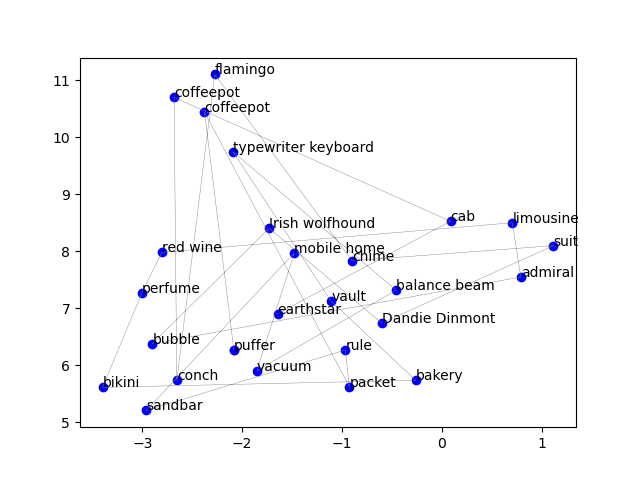 flamingo
coffeepot
coffeepot
typewriter keyboard
Irish wolfhound
cab
limousine
suit
red wine
mobile home
chime
admiral
perfume
balance beam
vault
earthstar
Dandie Dinmont
bubble
puffer
rule
vacuum
bikini
conch
packet
bakery
sandbar
11
10
9
8
7
6
5
−3
−2
−1
0
1